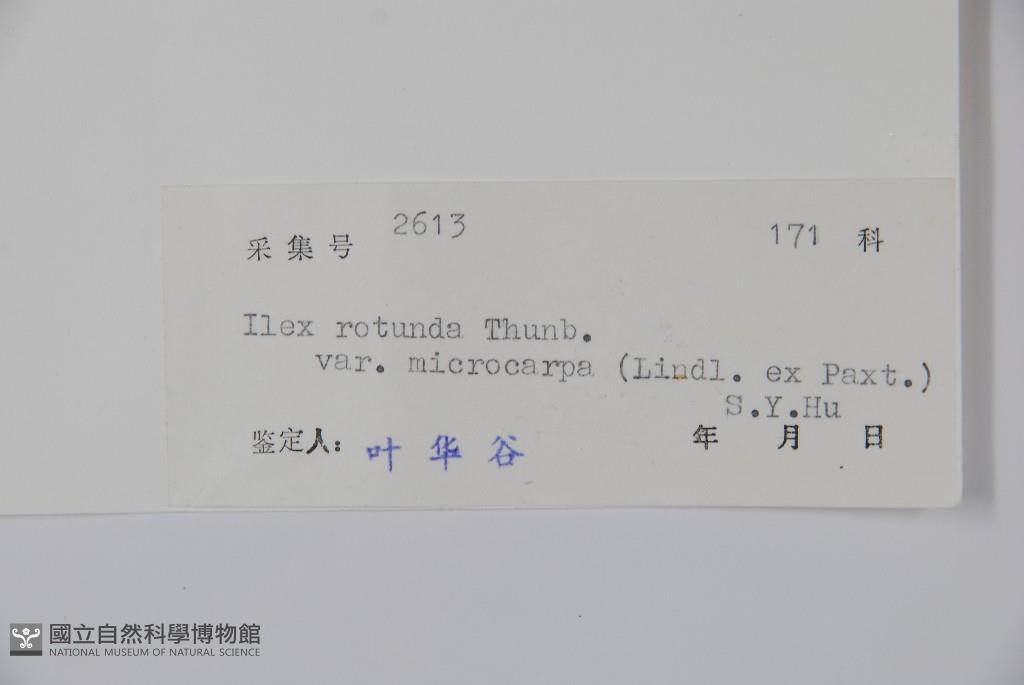 采集号 2613 171 科
Ilex rotunda Thunb.
var. microcarpa (Lindl. ex Paxt.)
S.Y.Hu
鉴定人: 叶华谷 年 月 日
國立自然科學博物館
NATIONAL MUSEUM OF NATURAL SCIENCE